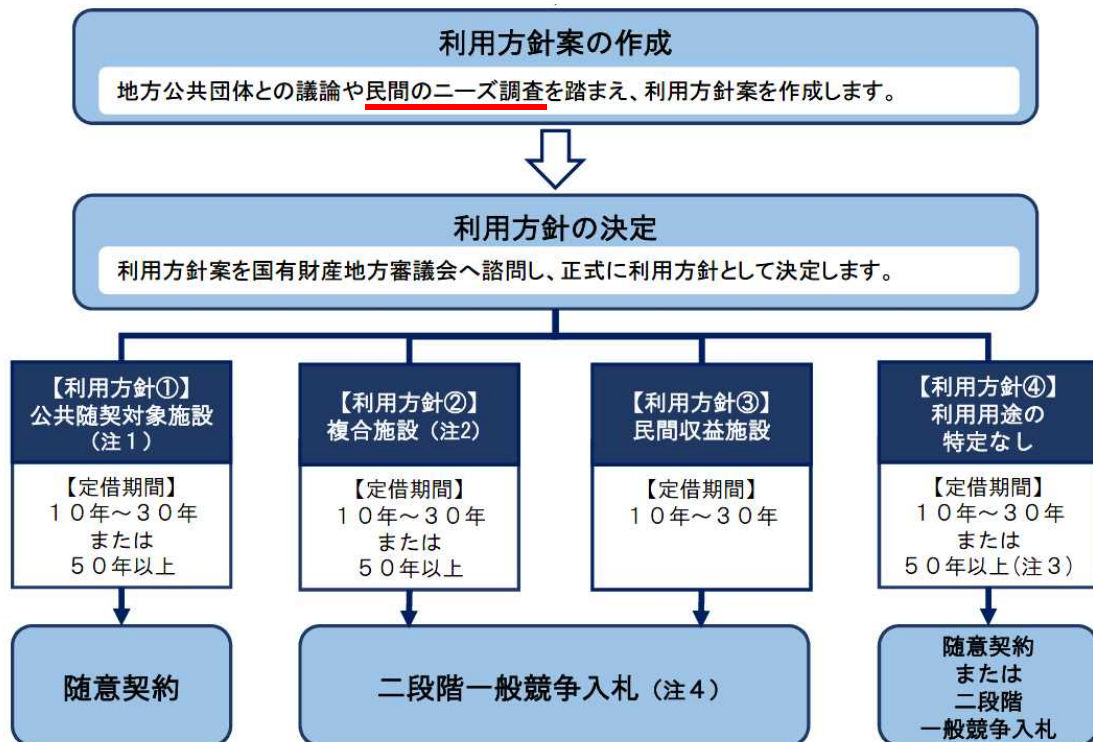 利用方針案の作成
地方公共団体との議論や民間のニーズ調査を踏まえ、利用方針案を作成します。
利用方針の決定
利用方針案を国有財産地方審議会へ諮問し、正式に利用方針として決定します。
【利用方針①】
公共随契対象施設
（注１）
【定借期間】
１０年～３０年
または
５０年以上
随意契約
【利用方針②】
複合施設（注2）
【定借期間】
１０年～３０年
または
５０年以上
【利用方針③】
民間収益施設
【定借期間】
１０年～３０年
二段階一般競争入札（注４）
【利用方針④】
利用用途の
特定なし
【定借期間】
１０年～３０年
または
５０年以上(注３)
随意契約
または
二段階
一般競争入札